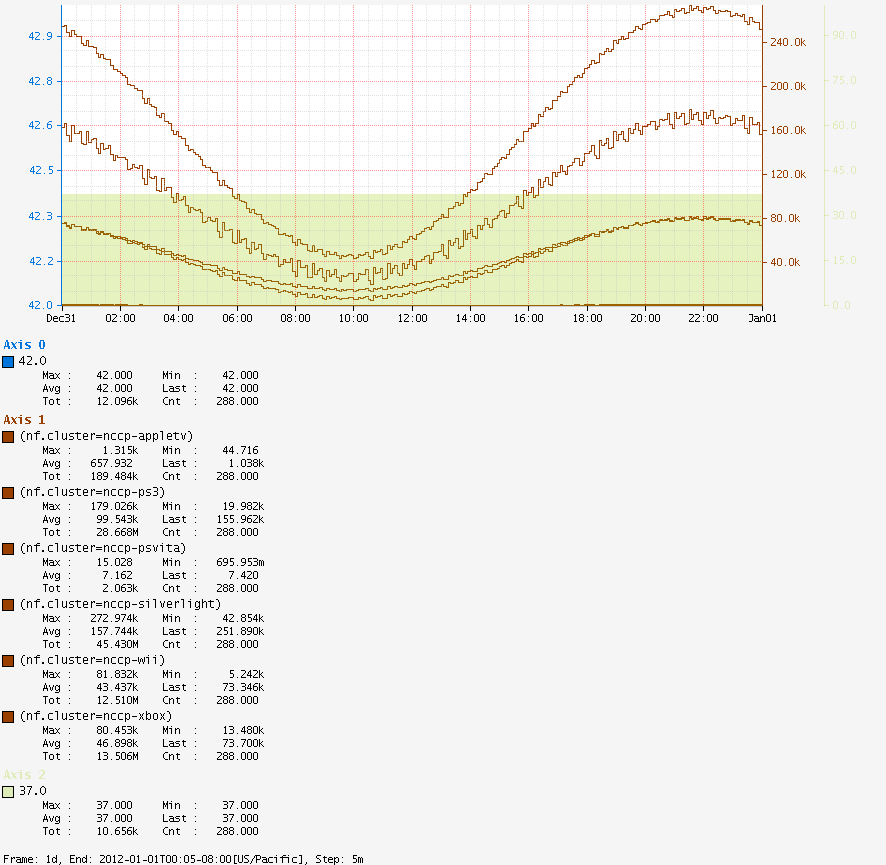 42.9
42.8
42.6
42.5
42.3
42.2
42.0
240.0k
200.0k
160.0k
120.0k
80.0k
40.0k
90.0
75.0
60.0
45.0
30.0
15.0
0.0
Dec31 02:00 04:00 06:00 08:00 10:00 12:00 14:00 16:00 18:00 20:00 22:00 Jan01
Axis 0
42.0
Max : 42.000 Min : 42.000
Avg : 42.000 Last : 42.000
Tot : 12.096k Cnt : 288.000
Axis 1
(nf.cluster=nccp-appletv)
Max : 1.315k Min : 44.716
Avg : 657.932 Last : 1.038k
Tot : 189.484k Cnt : 288.000
(nf.cluster=nccp-ps3)
Max : 179.026k Min : 19.982k
Avg : 99.543k Last : 155.962k
Tot : 28.668M Cnt : 288.000
(nf.cluster=nccp-psvita)
Max : 15.028 Min : 695.953m
Avg : 7.162 Last : 7.420
Tot : 2.063k Cnt : 288.000
(nf.cluster=nccp-silverlight)
Max : 272.974k Min : 42.854k
Avg : 157.744k Last : 251.890k
Tot : 45.430M Cnt : 288.000
(nf.cluster=nccp-wii)
Max : 81.832k Min : 5.242k
Avg : 43.437k Last : 73.346k
Tot : 12.510M Cnt : 288.000
(nf.cluster=nccp-xbox)
Max : 80.453k Min : 13.480k
Avg : 46.898k Last : 73.700k
Tot : 13.506M Cnt : 288.000
Axis 2
37.0
Max : 37.000 Min : 37.000
Avg : 37.000 Last : 37.000
Tot : 10.656k Cnt : 288.000
Frame: 1d, End: 2012-01-01T00:05-08:00[US/Pacific], Step: 5m